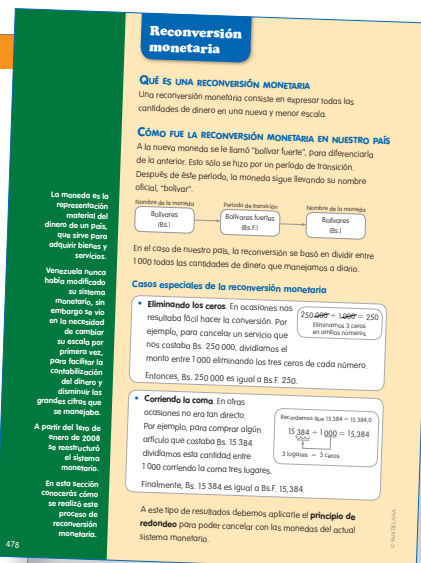 Reconversión
monetaria
La moneda es la
representación
material del
dinero de un país,
que sirve para
adquirir bienes y
servicios.
Venezuela nunca
había modificado
su sistema
monetario, sin
embargo se vio
en la necesidad
de cambiar
su escala por
primera vez,
para facilitar la
contabilización
del dinero y
disminuir las
grandes cifras que
se manejaba.
A partir del 1ero de
enero de 2008
se reestructuró
el sistema
monetario.
En esta sección
conocerás cómo
se realizó este
proceso de
reconversión
monetaria.
478
QUÉ ES UNA RECONVERSIÓN MONETARIA
Una reconversión monetaria consiste en expresar todas las
cantidades de dinero en una nueva y menor escala.
CÓMO FUE LA RECONVERSIÓN MONETARIA EN NUESTRO PAÍS
A la nueva moneda se le llamó "bolívar fuerte", para diferenciarla
de la anterior. Esto sólo se hizo por un período de transición.
Después de éste período, la moneda sigue llevando su nombre
oficial, "bolívar".
Nombre de la moneda
Bolívares
(Bs.)
Período de transición
Bolívares fuertes
(Bs.F.)
Nombre de la moneda
Bolívares
(Bs.)
En el caso de nuestro país, la reconversión se basó en dividir entre
1 000 todas las cantidades de dinero que manejamos a diario.
Casos especiales de la reconversión monetaria
• Eliminando los ceros. En ocasiones nos
resultaba fácil hacer la conversión. Por
ejemplo, para cancelar un servicio que
nos costaba Bs. 250 000, dividíamos el
monto entre 1 000 eliminando los tres ceros de cada número.
Entonces, Bs. 250 000 es igual a Bs.F. 250.
250 000 ÷ 1 000 = 250
Eliminamos 3 ceros
en ambos números
• Corriendo la coma. En otras
ocasiones no era tan directo.
Por ejemplo, para comprar algún
artículo que costaba Bs. 15 384
dividíamos esta cantidad entre
1 000 corriendo la coma tres lugares.
Finalmente, Bs. 15 384 es igual a Bs.F. 15,384.
Recordemos que 15 384 = 15 384,0
15 384 ÷ 1 000 = 15,384
3 lugares = 3 ceros
A este tipo de resultados debemos aplicarle el principio de
redondeo para poder cancelar con las monedas del actual
sistema monetario.
© SANTILLANA